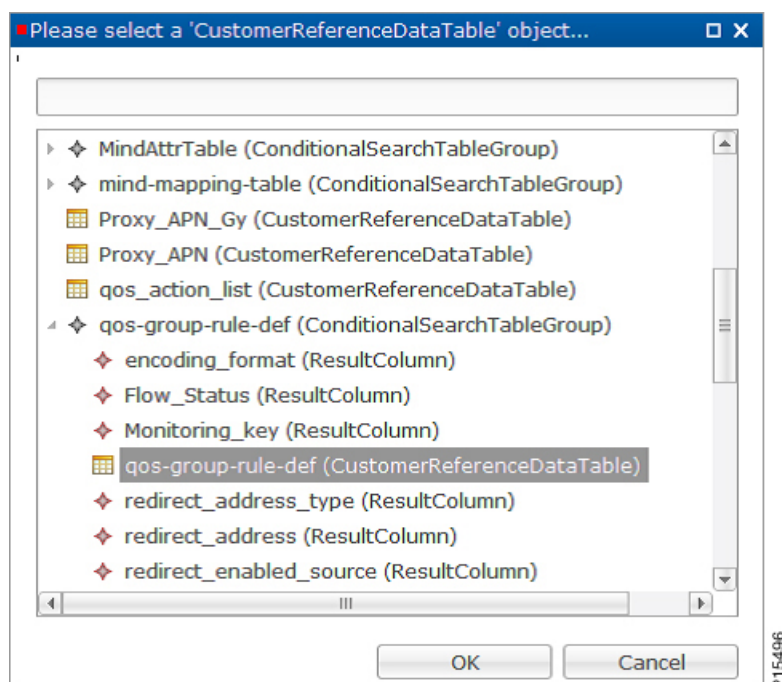 Please select a 'CustomerReferenceDataTable' object...
MindAttrTable (ConditionalSearchTableGroup)
mind-mapping-table (ConditionalSearchTableGroup)
Proxy_APN_Gy (CustomerReferenceDataTable)
Proxy_APN (CustomerReferenceDataTable)
qos_action_list (CustomerReferenceDataTable)
qos-group-rule-def (ConditionalSearchTableGroup)
encoding_format (ResultColumn)
Flow_Status (ResultColumn)
Monitoring_key (ResultColumn)
qos-group-rule-def (CustomerReferenceDataTable)
redirect_address_type (ResultColumn)
redirect_address (ResultColumn)
redirect_enabled_source (ResultColumn)
OK
Cancel